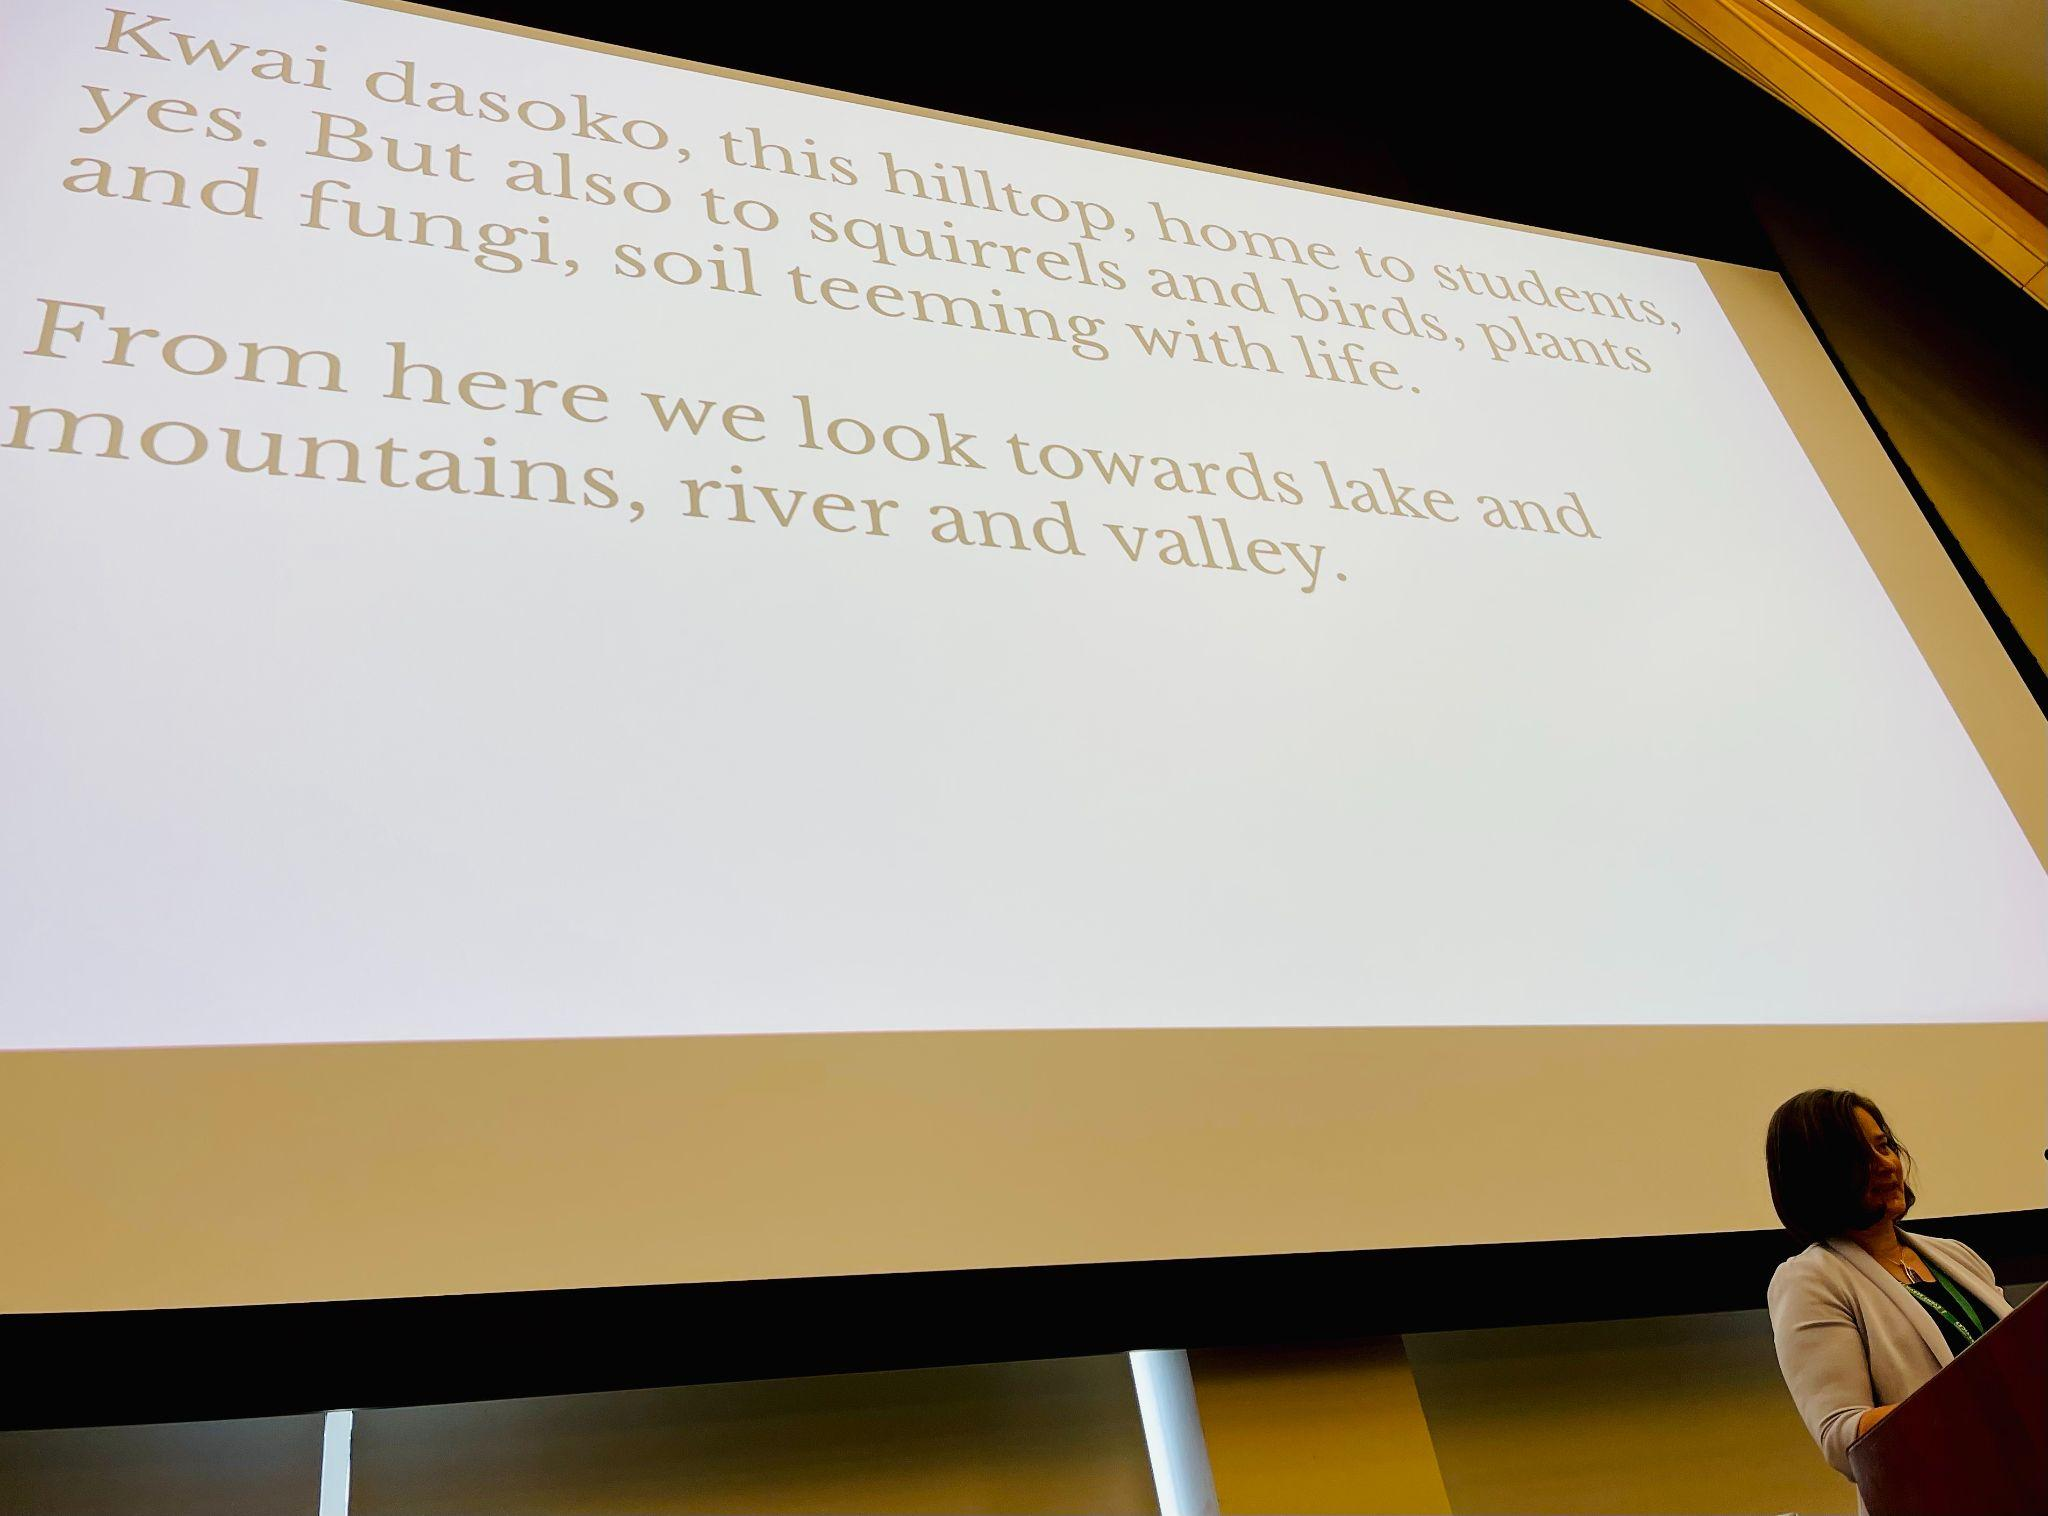 Kwai dasoko, this hilltop, home to students,
yes. But also to squirrels and birds, plants
and fungi, soil teeming with life.
From here we look towards lake and
mountains, river and valley.